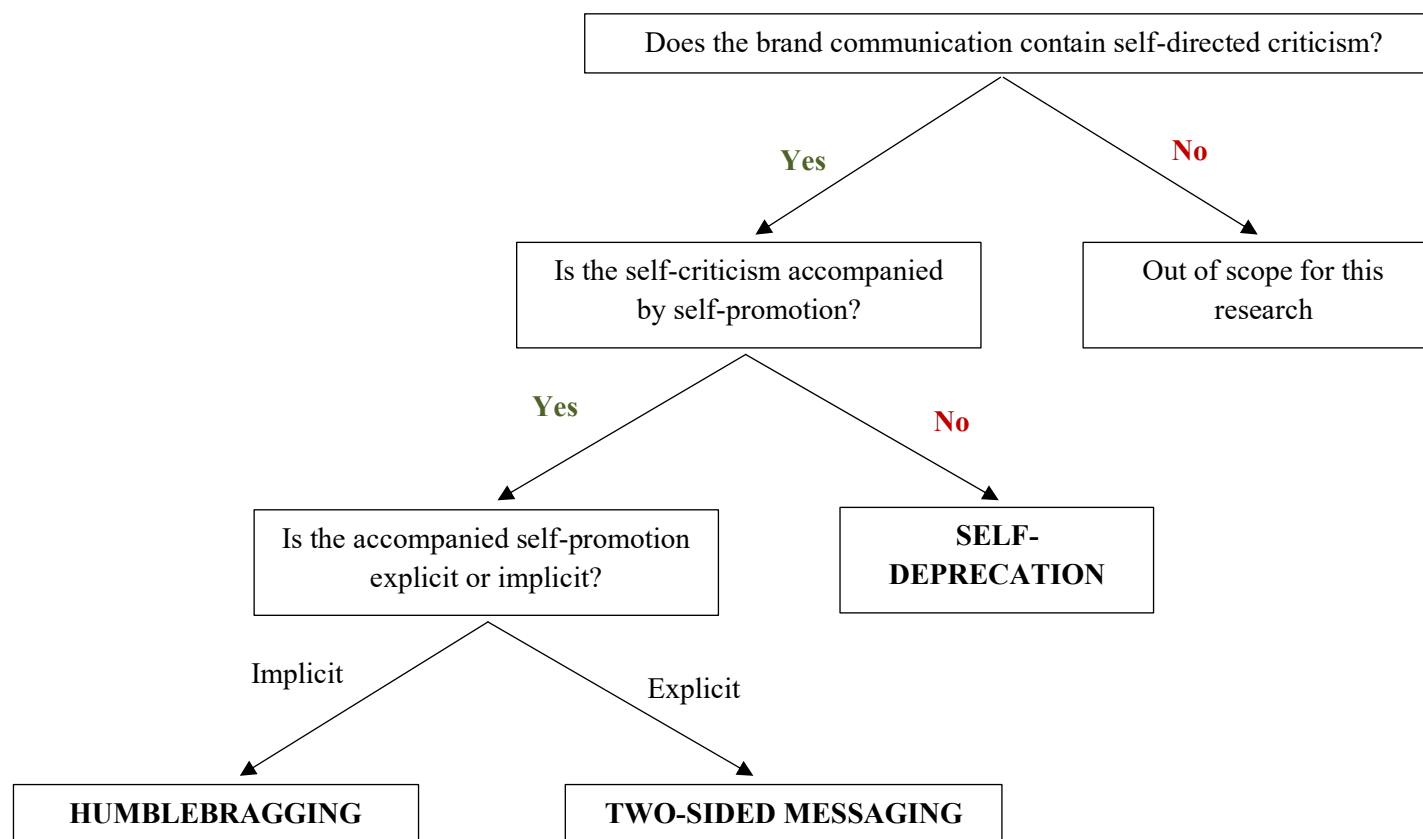 Does the brand communication contain self-directed criticism?
Yes
No
Is the self-criticism accompanied
by self-promotion?
Out of scope for this
research
Yes
No
Is the accompanied self-promotion
explicit or implicit?
SELF-
DEPRECATION
Implicit
Explicit
HUMBLEBRAGGING
TWO-SIDED MESSAGING